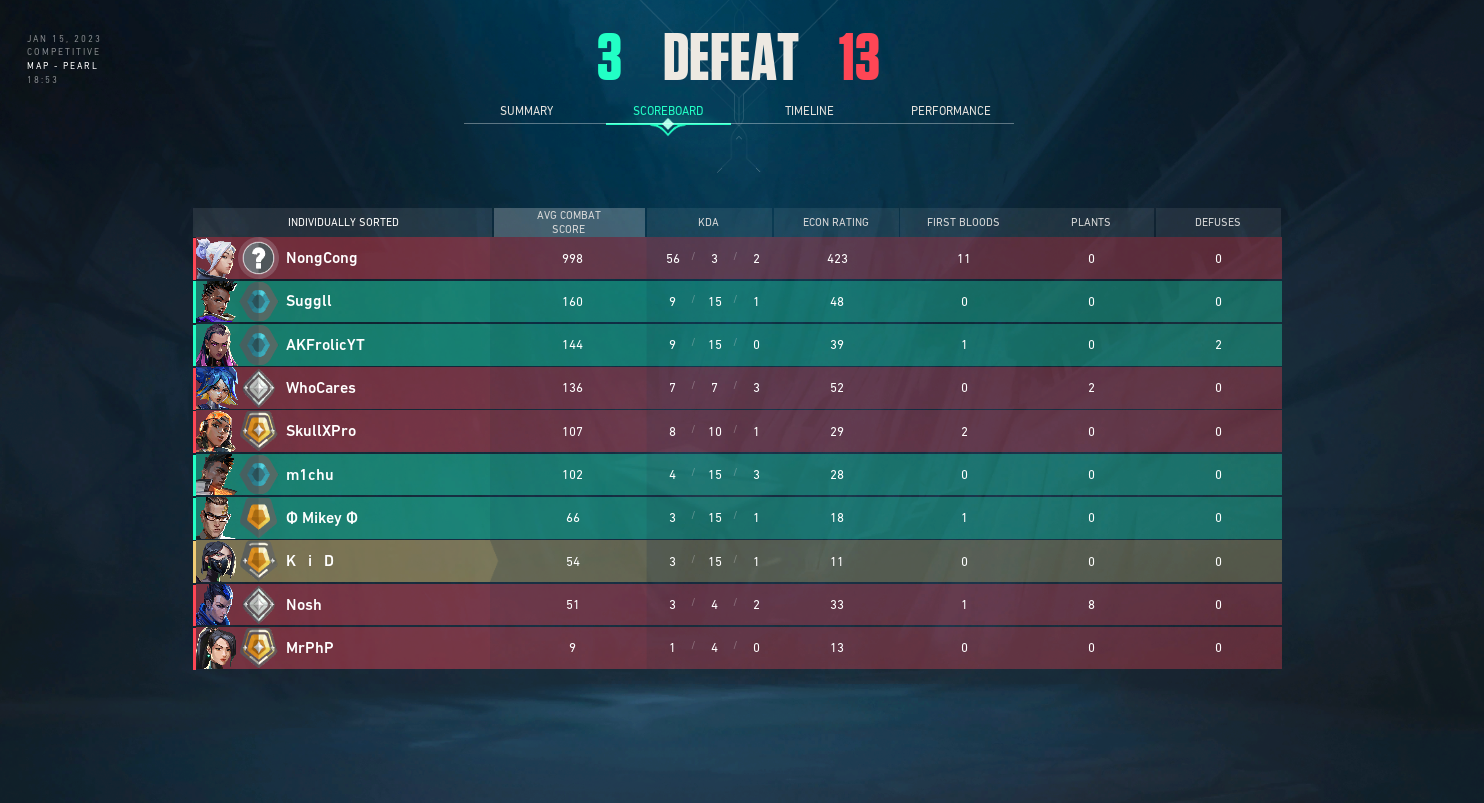 JAN 15, 2023
COMPETITIVE
MAP - PEARL
18:53
3 DEFEAT 13
SUMMARY SCOREBOARD TIMELINE PERFORMANCE
INDIVIDUALLY SORTED AVG COMBAT SCORE KDA ECON RATING FIRST BLOODS PLANTS DEFUSES
? NongCong 998 56 / 3 / 2 423 11 0 0
Suggll 160 9 / 15 / 1 48 0 0 0
AKFrolicYT 144 9 / 15 / 0 39 1 0 2
WhoCares 136 7 / 7 / 3 52 0 2 0
SkullXPro 107 8 / 10 / 1 29 2 0 0
m1chu 102 4 / 15 / 3 28 0 0 0
Φ Mikey Φ 66 3 / 15 / 1 18 1 0 0
K i D 54 3 / 15 / 1 11 0 0 0
Nosh 51 3 / 4 / 2 33 1 8 0
MrPhP 9 1 / 4 / 0 13 0 0 0